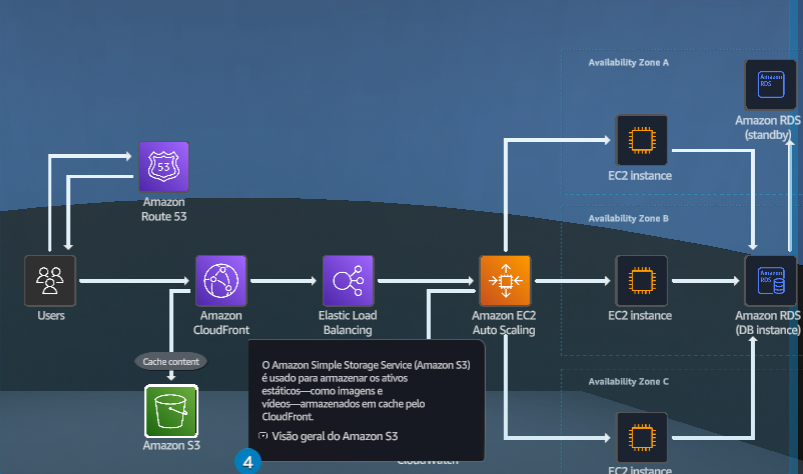 Availability Zone A
Amazon
RDS
Amazon RDS
(standby)
EC2 instance
53
Amazon
Route 53
Availability Zone B
Users
Amazon
CloudFront
Elastic Load
Balancing
Amazon EC2
Auto Scaling
EC2 instance
Amazon
RDS
Amazon RDS
(DB instance)
Cache content
Amazon S3
O Amazon Simple Storage Service (Amazon S3)
é usado para armazenar os ativos
estáticos—como imagens e
vídeos—armazenados em cache pelo
CloudFront.
Visão geral do Amazon S3
4
CloudWatch
Availability Zone C
EC2 instance